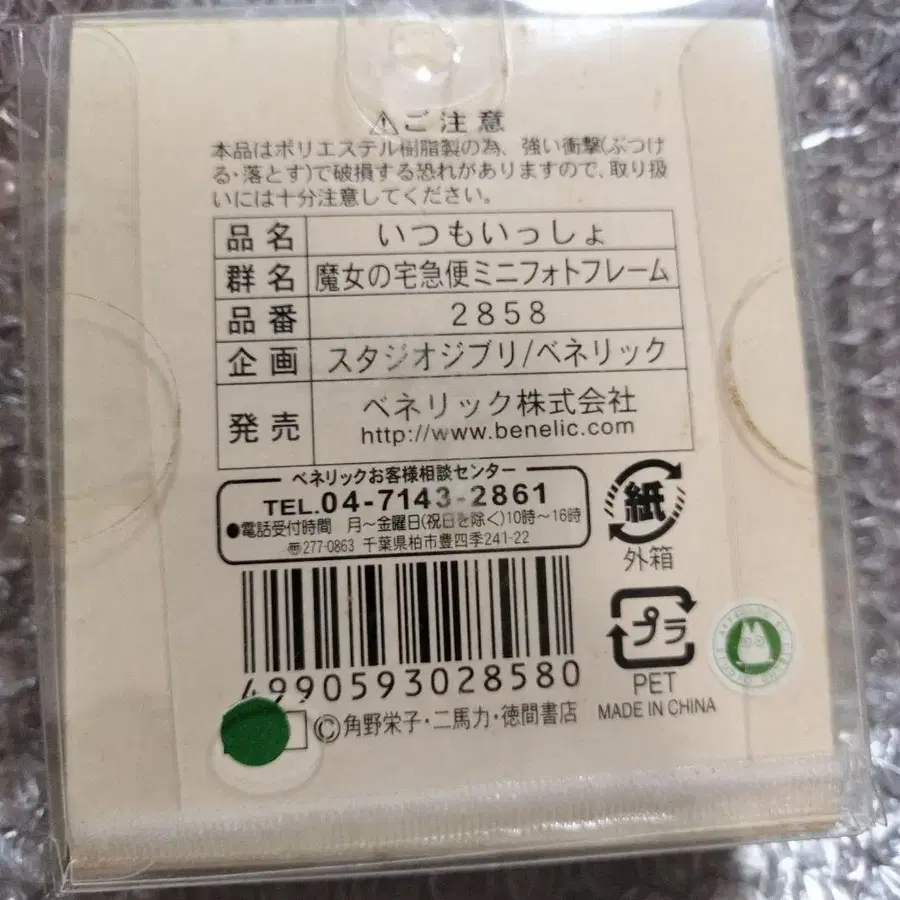 ⚠ご注意
本品はポリエステル樹脂製の為、強い衝撃(ぶつけ
る・落とす)で破損する恐れがありますので、取り扱
いには十分注意してください。
品名 いつもいっしょ
群名 魔女の宅急便ミニフォトフレーム
品番 2858
企画 スタジオジブリ/ベネリック
発売 ベネリック株式会社
http://www.benelic.com
ベネリックお客様相談センター
TEL.04-7143-2861
●電話受付時間 月〜金曜日(祝日を除く)10時〜16時
〠277-0863 千葉県柏市豊四季241-22
紙
外箱
プラ
PET
MADE IN CHINA
4990593028580
©角野栄子・二馬力・徳間書店